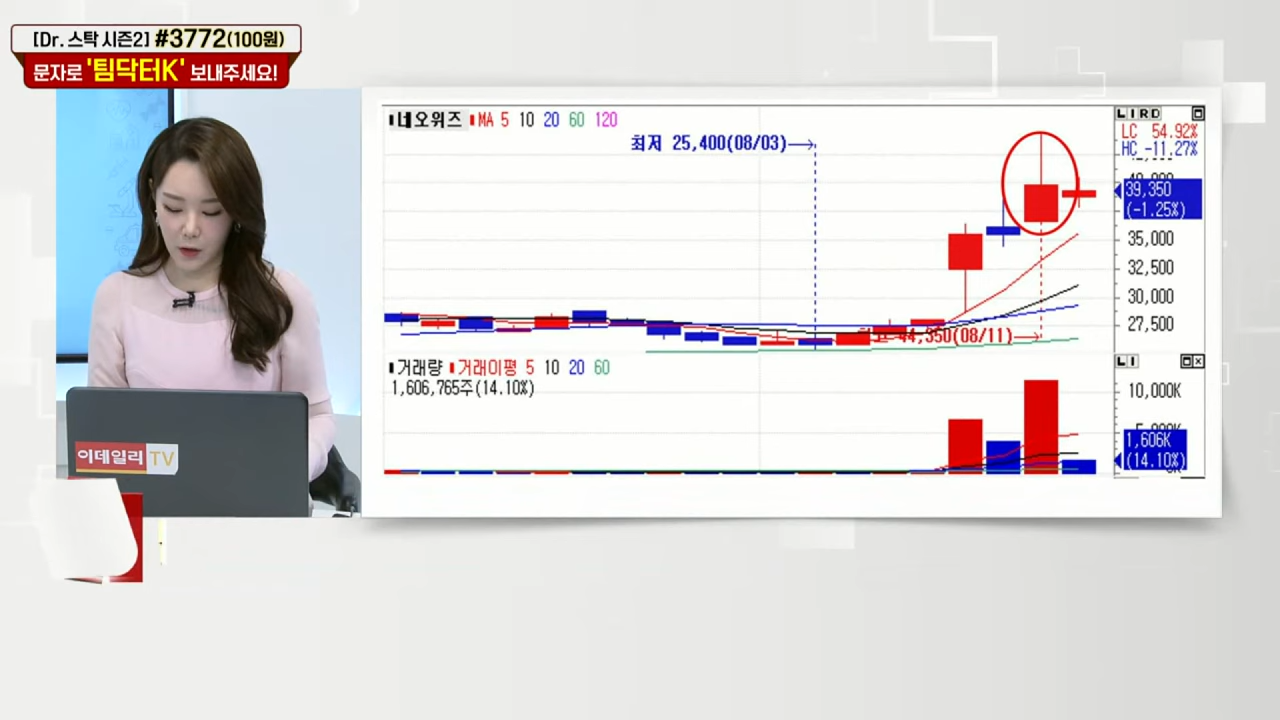 [Dr. 스탁 시즌2] #3772(100원)
문자로 '팀닥터K' 보내주세요!
네오위즈 MA 5 10 20 60 120
최저 25,400(08/03)
LIRD
LC 54.92%
HC -11.27%
39,350
(-1.25%)
35,000
32,500
30,000
27,500
44,350(08/11)
거래량 거래이평 5 10 20 60
1,606,765주(14.10%)
LI
10,000K
1,606K
(14.10%)
이데일리TV